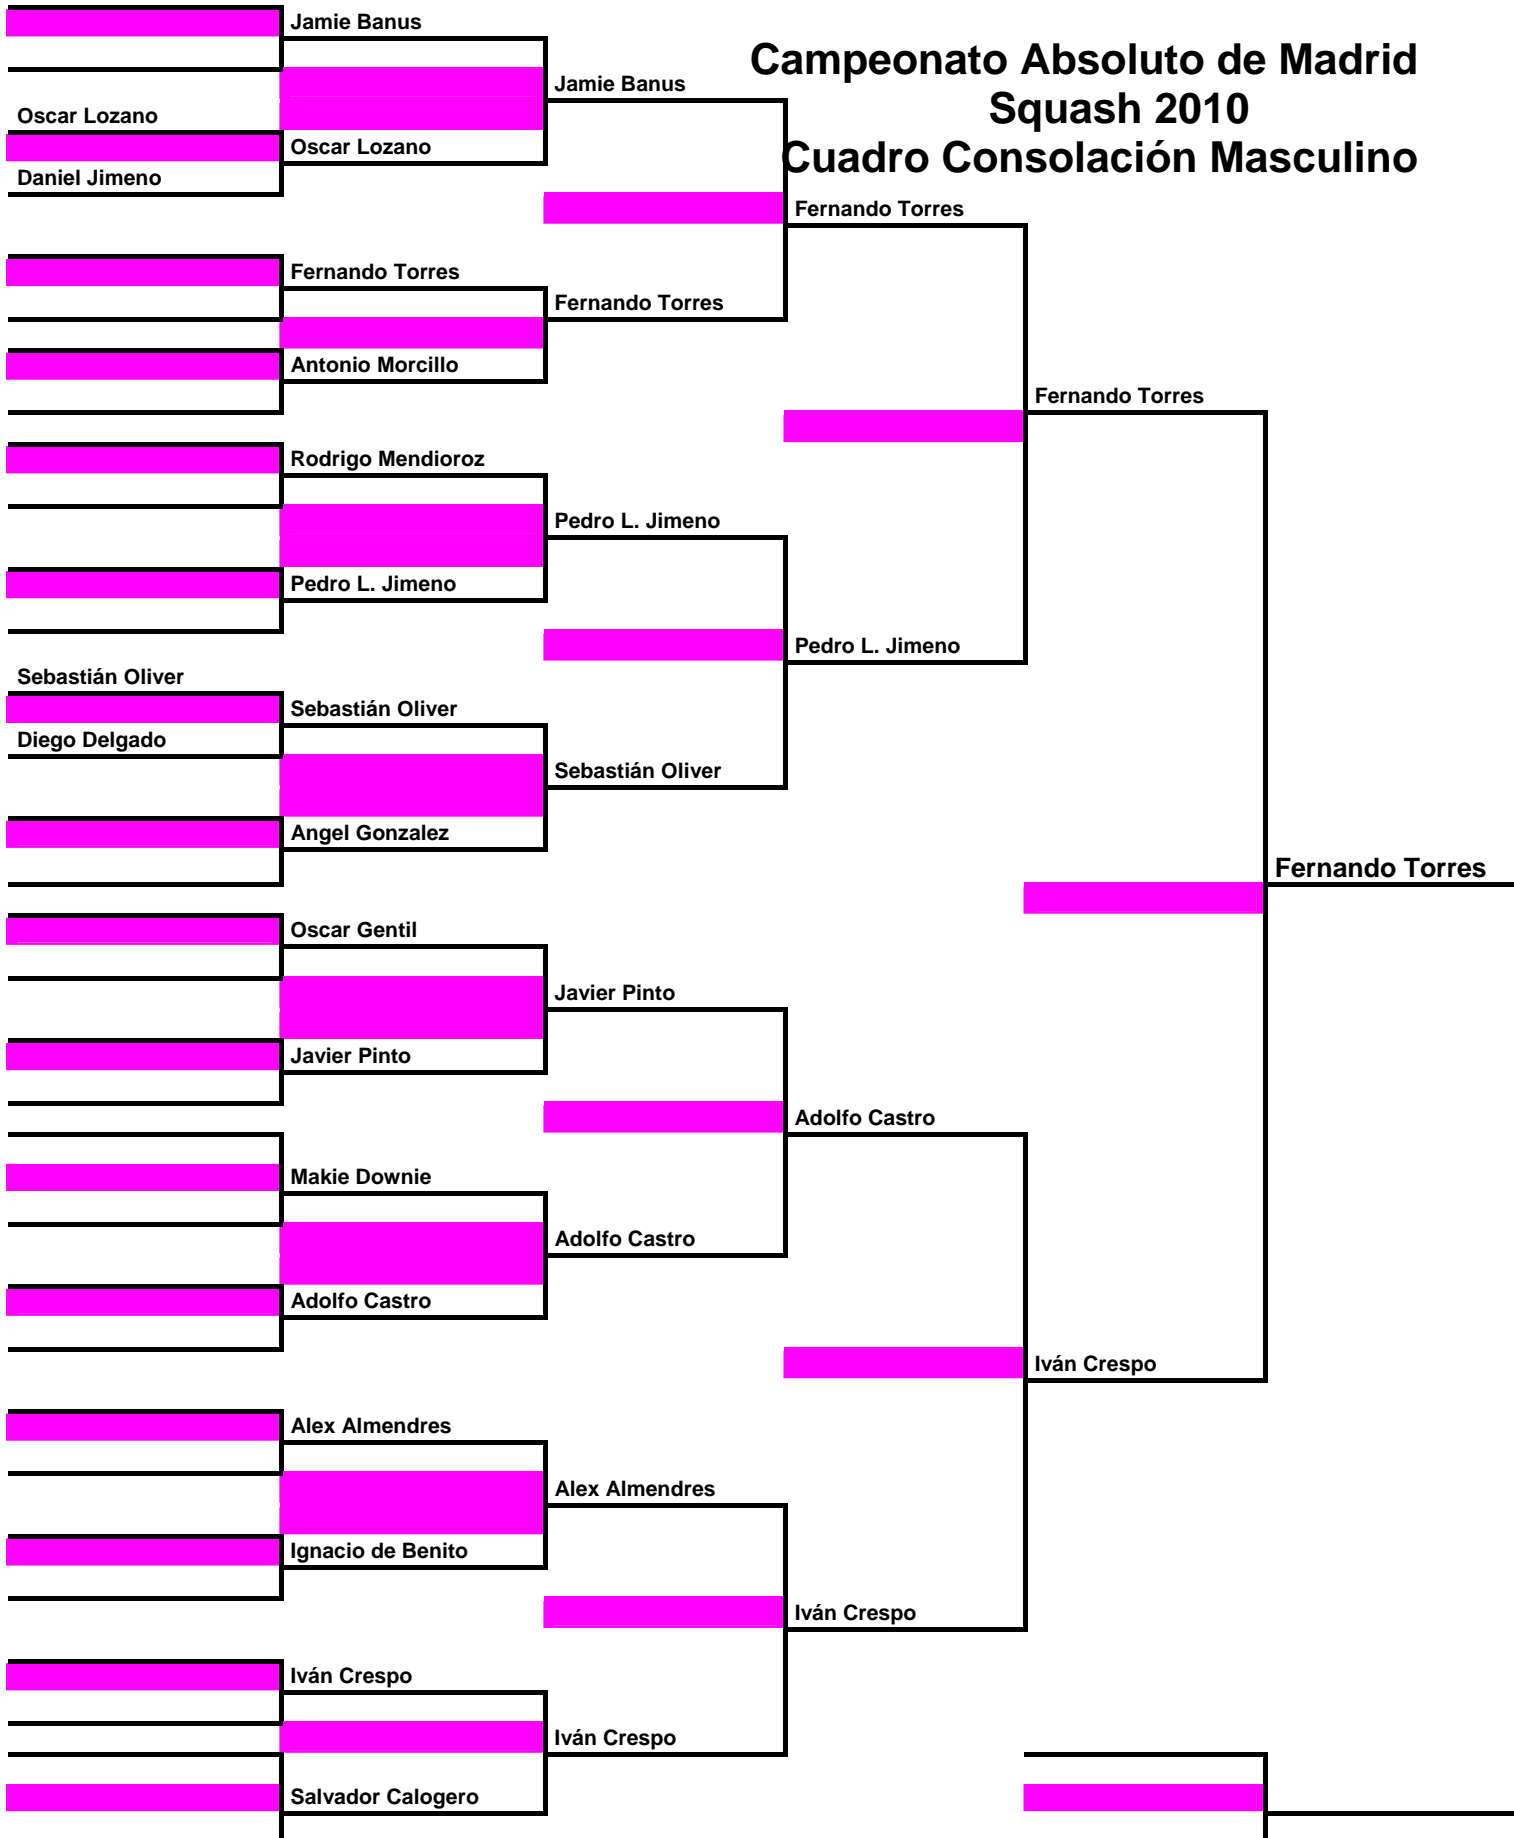 Jamie Banus
Campeonato Absoluto de Madrid
Squash 2010
Cuadro Consolación Masculino
Jamie Banus
Oscar Lozano
Oscar Lozano
Daniel Jimeno
Fernando Torres
Fernando Torres
Fernando Torres
Antonio Morcillo
Fernando Torres
Rodrigo Mendioroz
Pedro L. Jimeno
Pedro L. Jimeno
Pedro L. Jimeno
Sebastián Oliver
Sebastián Oliver
Diego Delgado
Sebastián Oliver
Angel Gonzalez
Fernando Torres
Oscar Gentil
Javier Pinto
Javier Pinto
Adolfo Castro
Makie Downie
Adolfo Castro
Adolfo Castro
Iván Crespo
Alex Almendres
Alex Almendres
Ignacio de Benito
Iván Crespo
Iván Crespo
Iván Crespo
Salvador Calogero